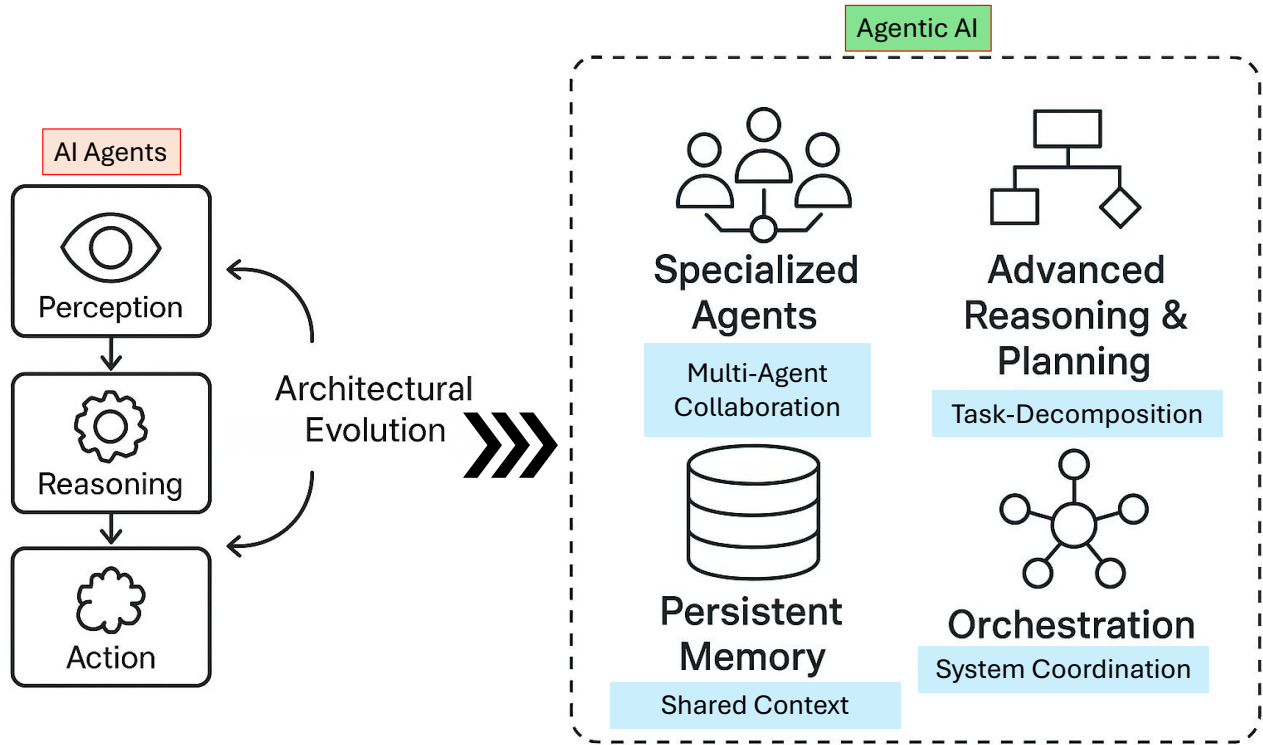 Agentic AI
AI Agents
Perception
Reasoning
Action
Architectural
Evolution
Specialized
Agents
Multi-Agent
Collaboration
Advanced
Reasoning &
Planning
Task-Decomposition
Persistent
Memory
Shared Context
Orchestration
System Coordination